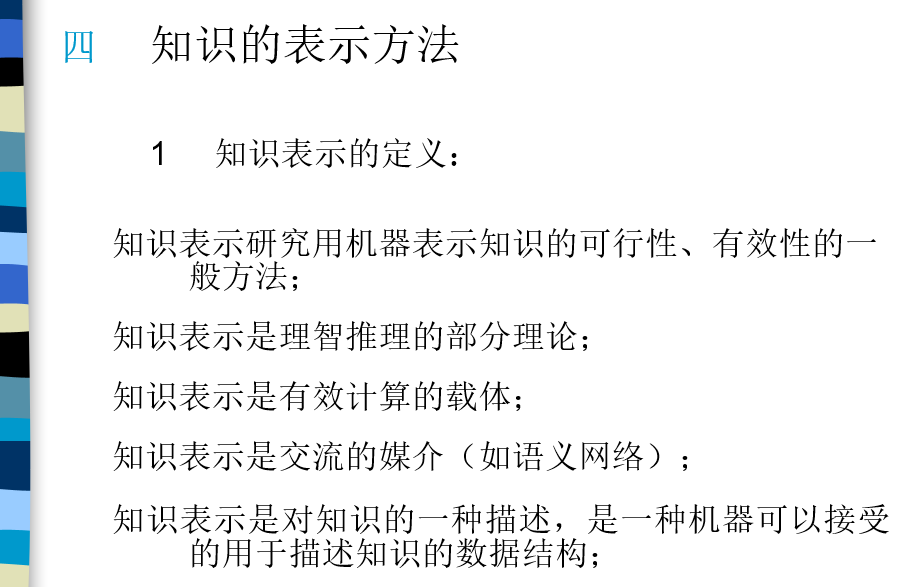 四 知识的表示方法
1 知识表示的定义：
知识表示研究用机器表示知识的可行性、有效性的一
般方法；
知识表示是理智推理的部分理论；
知识表示是有效计算的载体；
知识表示是交流的媒介（如语义网络）；
知识表示是对知识的一种描述，是一种机器可以接受
的用于描述知识的数据结构；